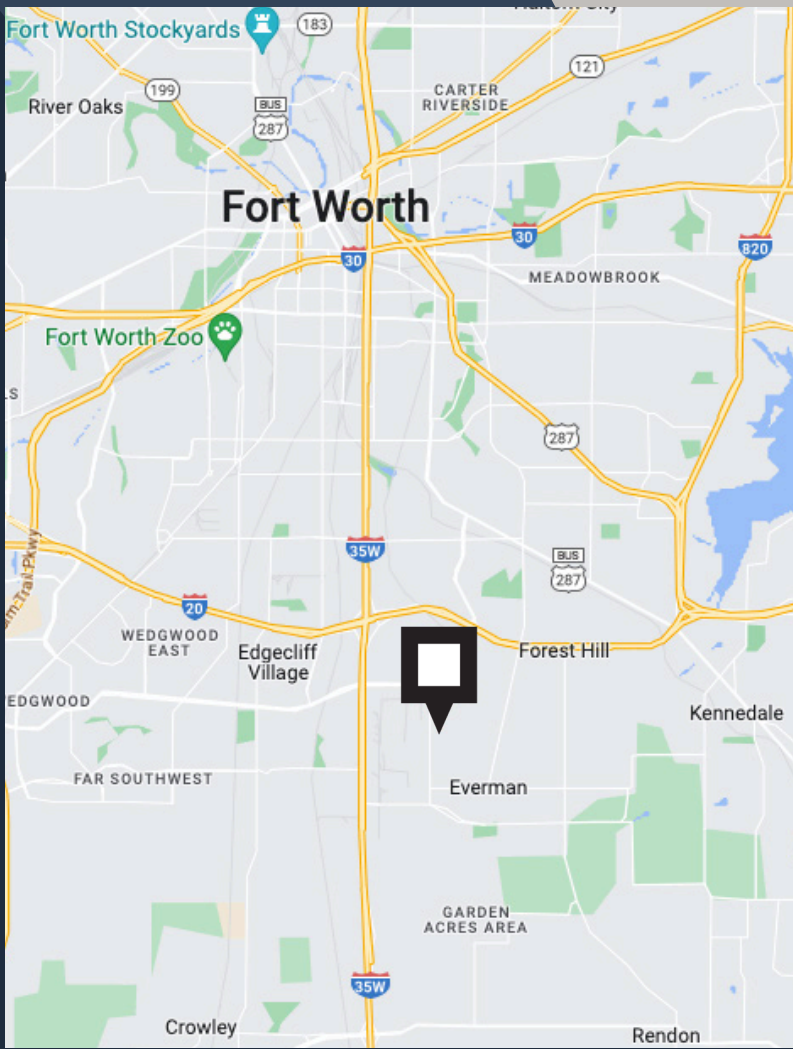 Fort Worth Stockyards
183
199
121
River Oaks
BUS
287
CARTER
RIVERSIDE
Fort Worth
30
30
820
MEADOWBROOK
Fort Worth Zoo
287
35W
BUS
287
20
WEDGWOOD
EAST
Edgecliff
Village
Forest Hill
Kennedale
FAR SOUTHWEST
Everman
GARDEN
ACRES AREA
35W
Crowley
Rendon